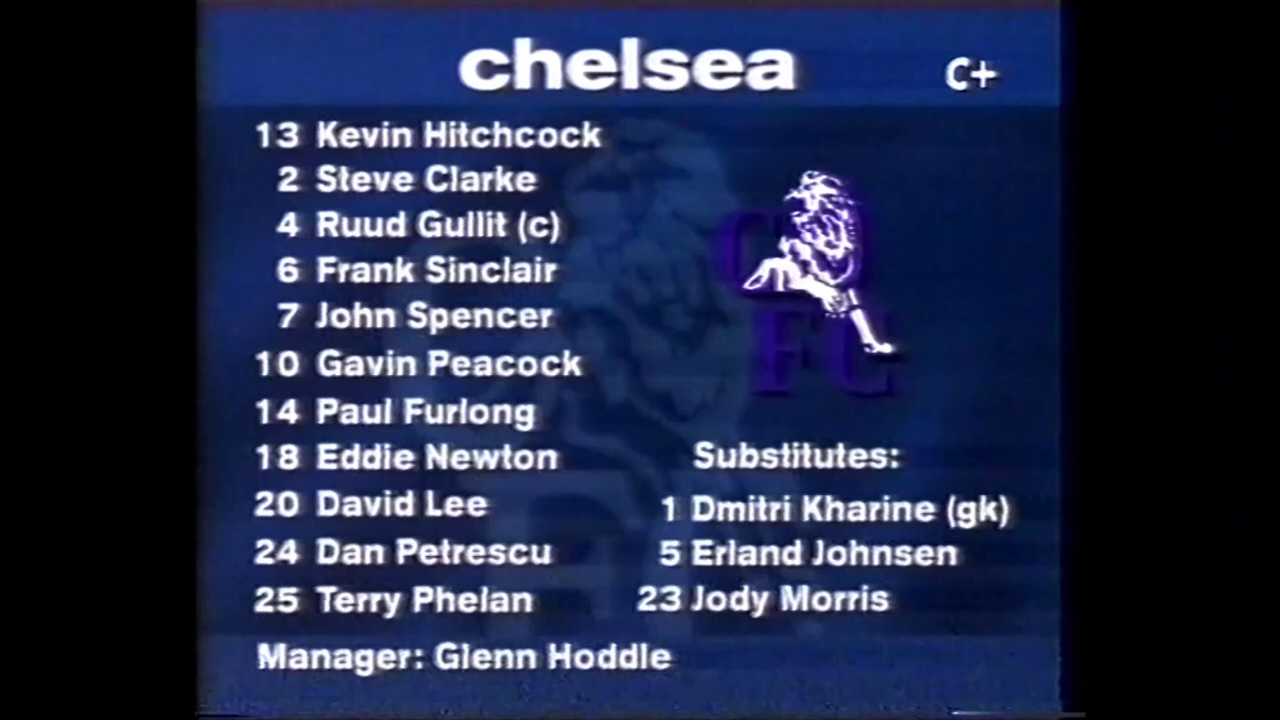 chelsea
C+
13 Kevin Hitchcock
2 Steve Clarke
4 Ruud Gullit (c)
6 Frank Sinclair
7 John Spencer
10 Gavin Peacock
14 Paul Furlong
18 Eddie Newton
20 David Lee
24 Dan Petrescu
25 Terry Phelan
Manager: Glenn Hoddle
C
FC
Substitutes:
1 Dmitri Kharine (gk)
5 Erland Johnsen
23 Jody Morris